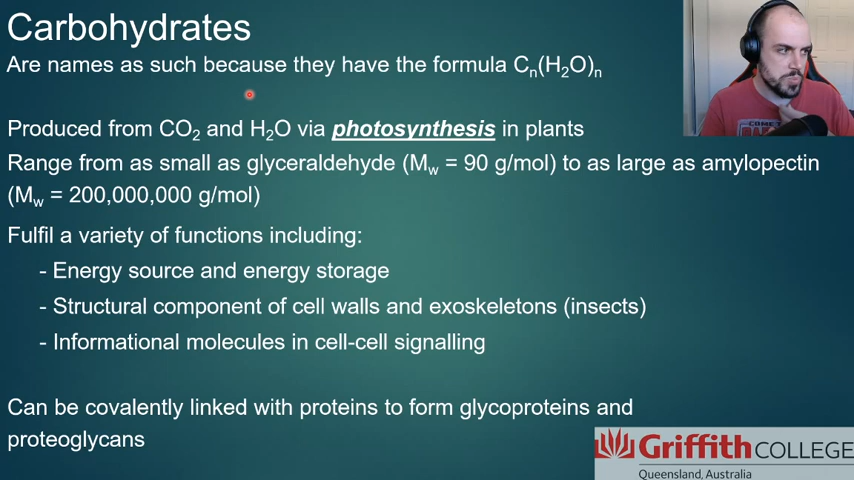 Carbohydrates
Are names as such because they have the formula Cn(H2O)n
Produced from CO2 and H2O via photosynthesis in plants
Range from as small as glyceraldehyde (Mw = 90 g/mol) to as large as amylopectin
(Mw = 200,000,000 g/mol)
Fulfil a variety of functions including:
- Energy source and energy storage
- Structural component of cell walls and exoskeletons (insects)
- Informational molecules in cell-cell signalling
Can be covalently linked with proteins to form glycoproteins and
proteoglycans
Griffith COLLEGE
Queensland, Australia